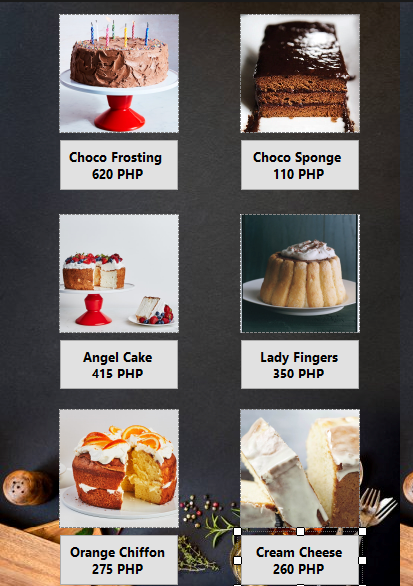 Choco Frosting
620 PHP
Choco Sponge
110 PHP
Angel Cake
415 PHP
Lady Fingers
350 PHP
Orange Chiffon
275 PHP
Cream Cheese
260 PHP